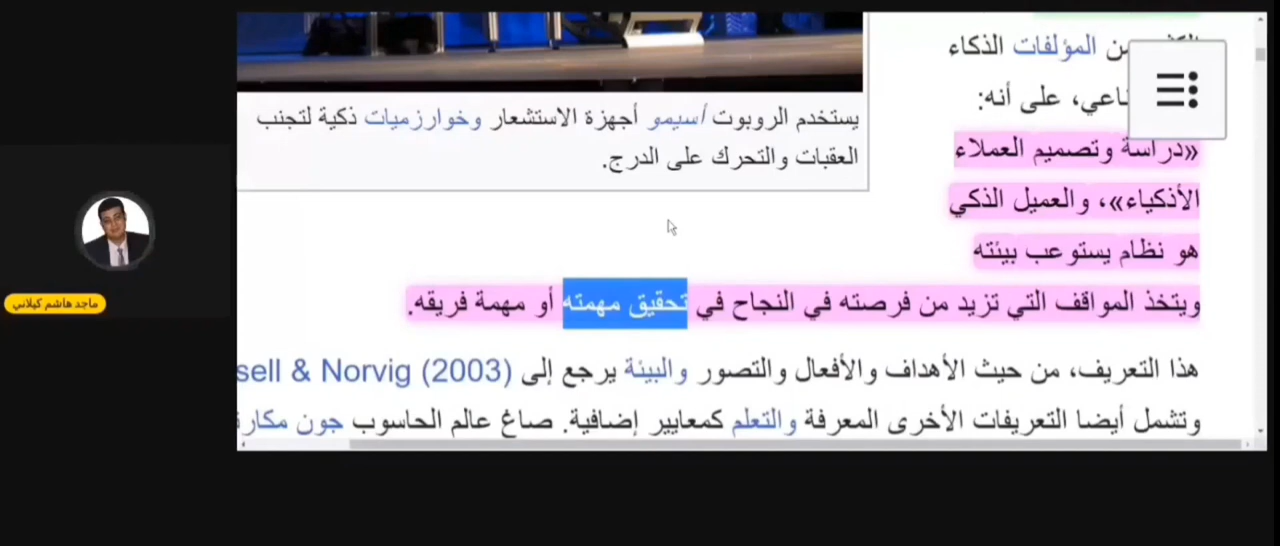 من المؤلفات الذكاء
على أنه:
«دراسة وتصميم العملاء
الأذكياء»، والعميل الذكي
هو نظام يستوعب بيئته
ويتخذ المواقف التي تزيد من فرصته في النجاح في تحقيق مهمته أو مهمة فريقه.
يستخدم الروبوت أسيمو أجهزة الاستشعار وخوارزميات ذكية لتجنب
العقبات والتحرك على الدرج.
هذا التعريف، من حيث الأهداف والأفعال والتصور والبيئة يرجع إلى sell & Norvig (2003)
وتشمل أيضا التعريفات الأخرى المعرفة والتعلم كمعايير إضافية. صاغ عالم الحاسوب جون
ماجد هاشم كيلاني